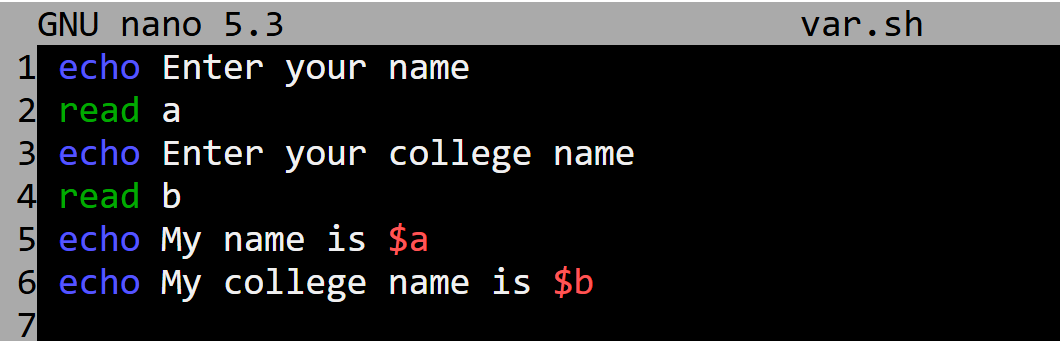 GNU nano 5.3 var.sh
1 echo Enter your name
2 read a
3 echo Enter your college name
4 read b
5 echo My name is $a
6 echo My college name is $b
7